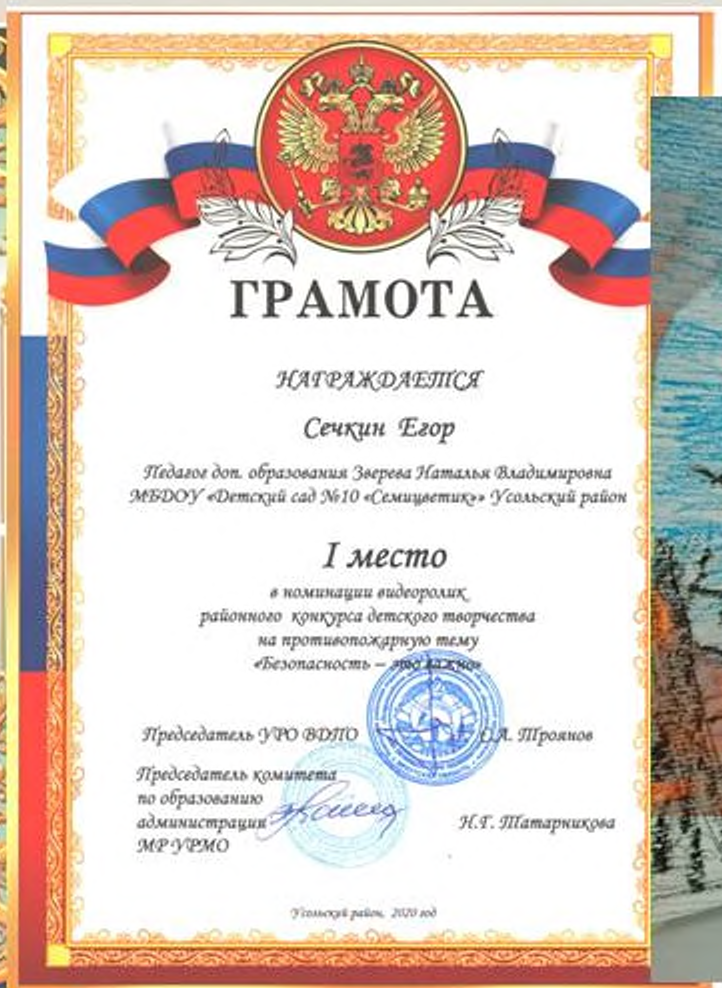 ГРАМОТА
НАГРАЖДАЕТСЯ
Сечкин Егор
Педагог доп. образования Зверева Наталья Владимировна
МБДОУ «Детский сад №10 «Семицветик»» Усольский район
I место
в номинации видеоролик
районного конкурса детского творчества
на противопожарную тему
«Безопасность – это важно»
Председатель УРО ВДПО А. Троянов
Председатель комитета
по образованию
администрации Н.Г. Татарникова
МР УРМО
Усольский район, 2020 год